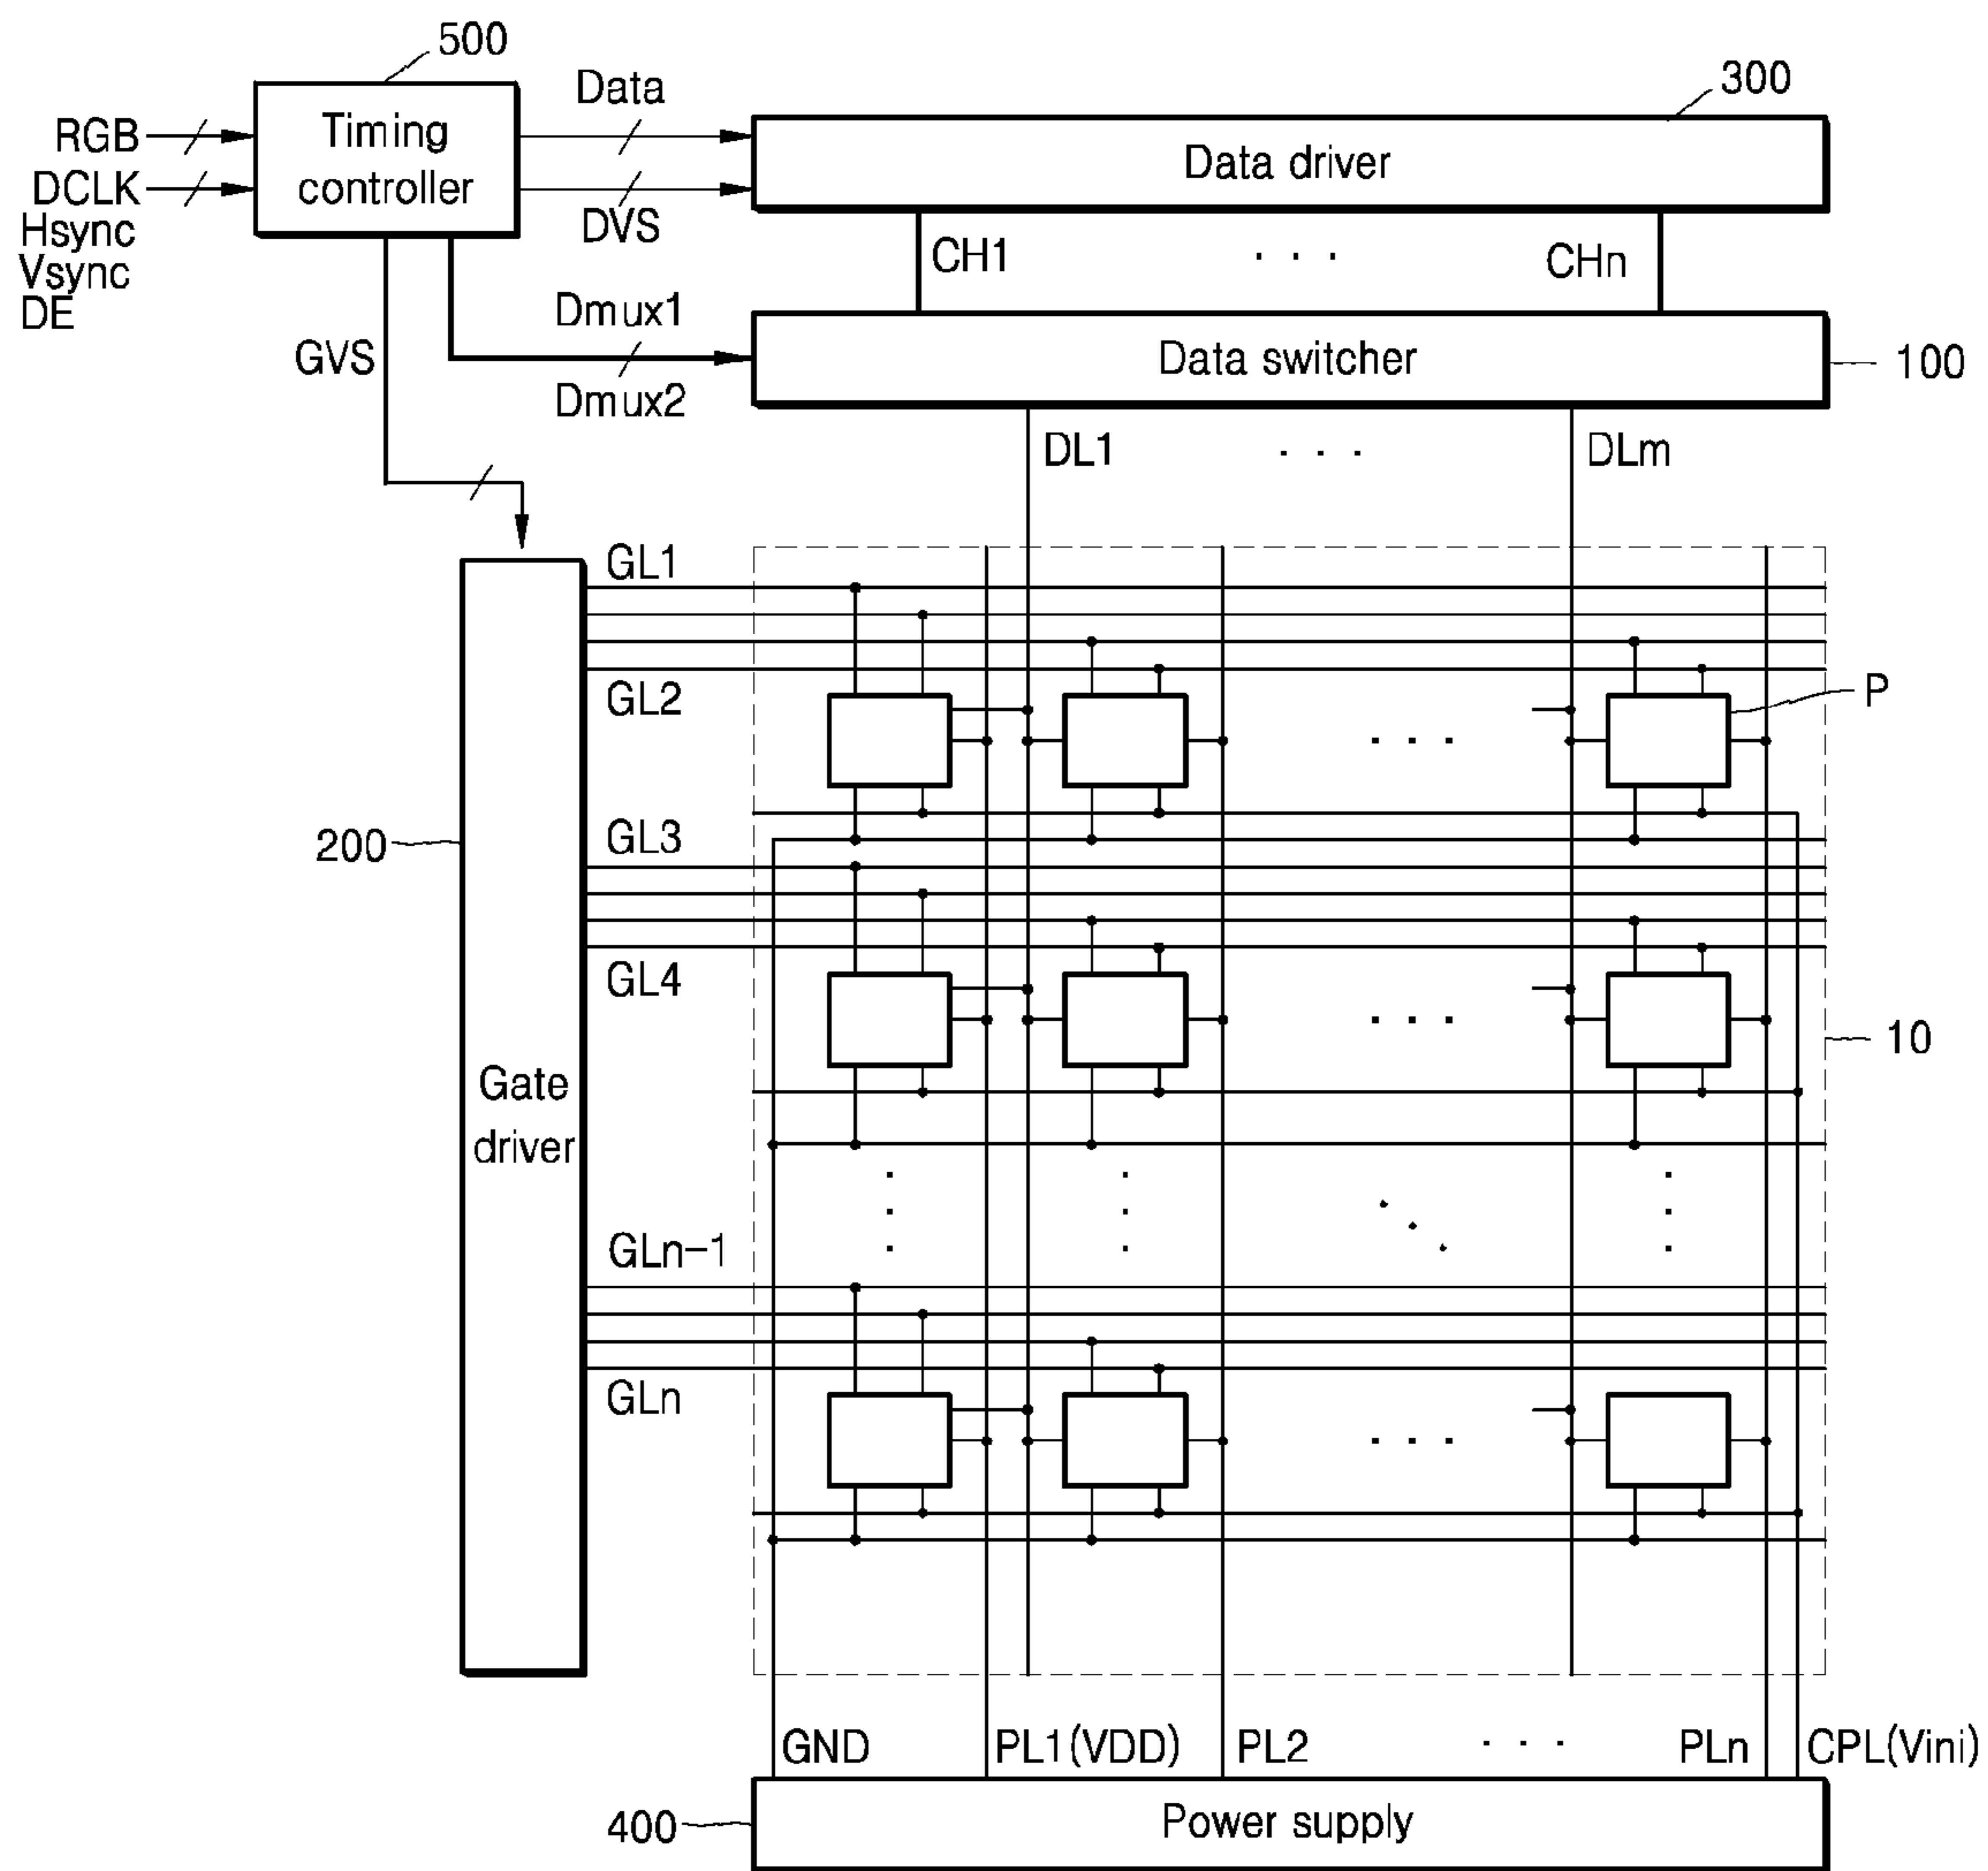 500
RGB
DCLK
Hsync
Vsync
DE
Timing
controller
Data
DVS
300
Data driver
CH1
. . .
CHn
Dmux1
Dmux2
GVS
Data switcher
100
DL1
. . .
DLm
GL1
GL2
P
. . .
200
GL3
GL4
. . .
10
Gate
driver
GLn-1
GLn
. . .
GND
PL1(VDD)
PL2
. . .
PLn
CPL(Vini)
400
Power supply